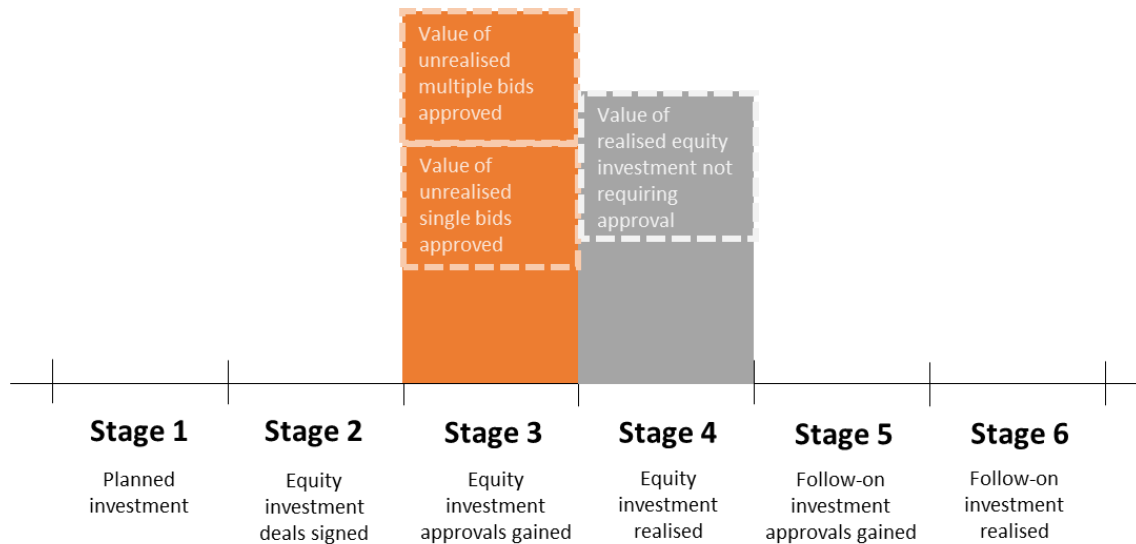 Value of
unrealised
multiple bids
approved
Value of
unrealised
single bids
approved
Value of
realised equity
investment not
requiring
approval
Stage 1
Planned
investment
Stage 2
Equity
investment
deals signed
Stage 3
Equity
investment
approvals gained
Stage 4
Equity
investment
realised
Stage 5
Follow-on
investment
approvals gained
Stage 6
Follow-on
investment
realised